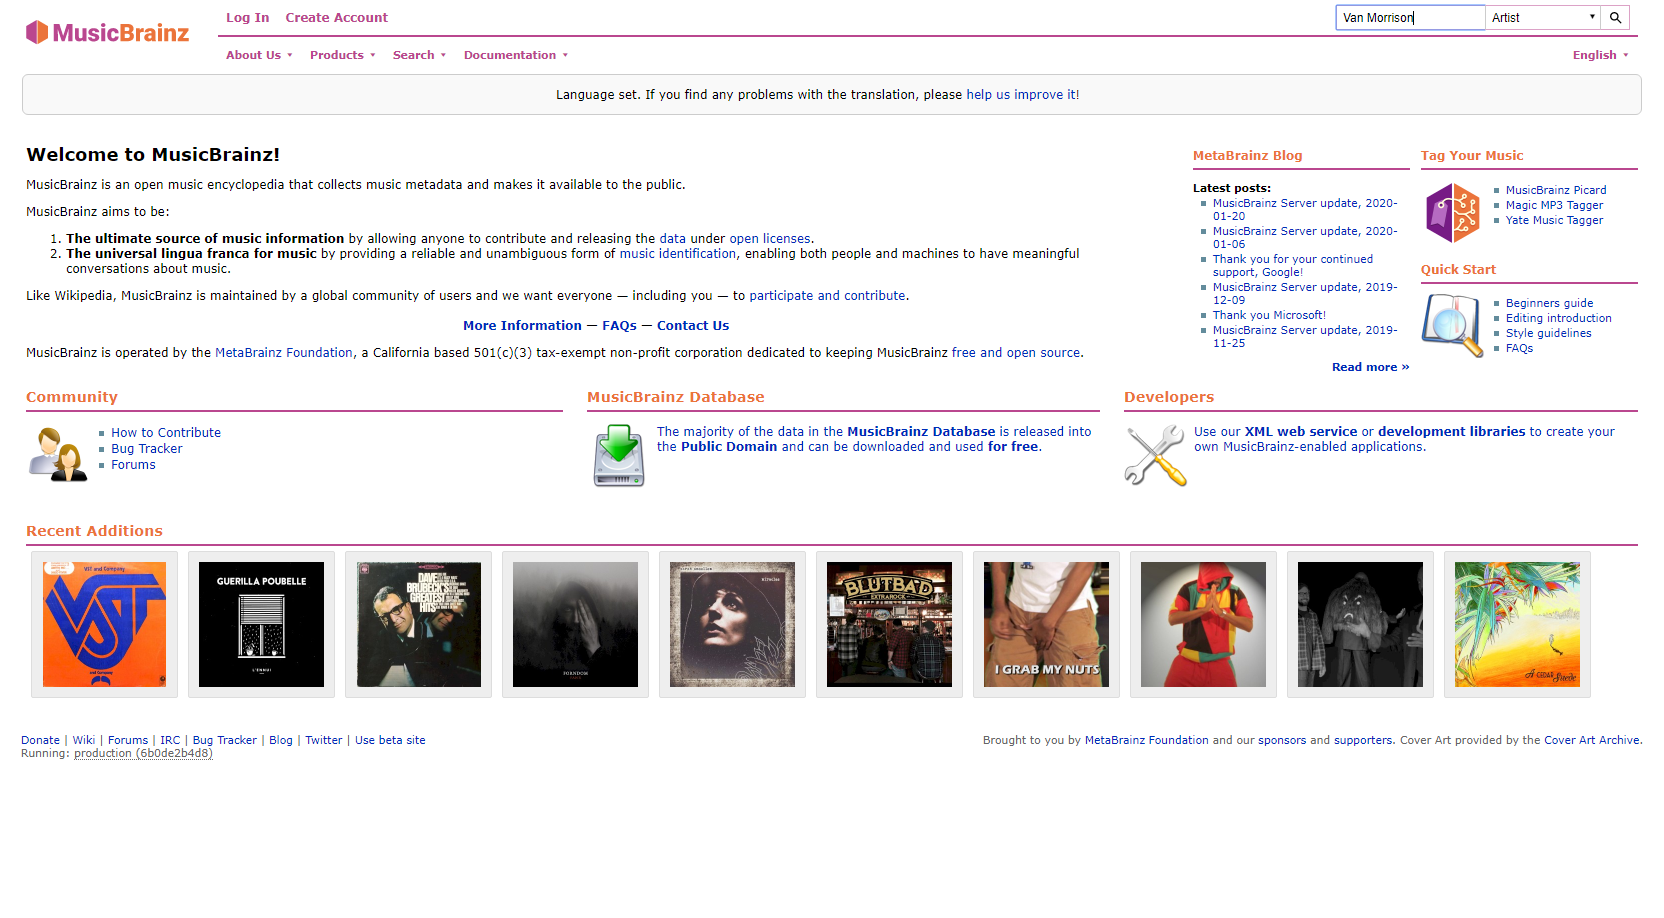 MusicBrainz
Log In Create Account
Van Morrison Artist
About Us Products Search Documentation
English
Language set. If you find any problems with the translation, please help us improve it!
Welcome to MusicBrainz!
MusicBrainz is an open music encyclopedia that collects music metadata and makes it available to the public.
MusicBrainz aims to be:
1. The ultimate source of music information by allowing anyone to contribute and releasing the data under open licenses.
2. The universal lingua franca for music by providing a reliable and unambiguous form of music identification, enabling both people and machines to have meaningful
conversations about music.
Like Wikipedia, MusicBrainz is maintained by a global community of users and we want everyone — including you — to participate and contribute.
More Information — FAQs — Contact Us
MusicBrainz is operated by the MetaBrainz Foundation, a California based 501(c)(3) tax-exempt non-profit corporation dedicated to keeping MusicBrainz free and open source.
MetaBrainz Blog
Latest posts:
MusicBrainz Server update, 2020-
01-20
MusicBrainz Server update, 2020-
01-06
Thank you for your continued
support, Google!
MusicBrainz Server update, 2019-
12-09
Thank you Microsoft!
MusicBrainz Server update, 2019-
11-25
Read more »
Tag Your Music
MusicBrainz Picard
Magic MP3 Tagger
Yate Music Tagger
Quick Start
Beginners guide
Editing introduction
Style guidelines
FAQs
Community
How to Contribute
Bug Tracker
Forums
MusicBrainz Database
The majority of the data in the MusicBrainz Database is released into
the Public Domain and can be downloaded and used for free.
Developers
Use our XML web service or development libraries to create your
own MusicBrainz-enabled applications.
Recent Additions
VST and Company
VST
and Company
GUERILLA POUBELLE
L'ENNUI
DAVE
BRUBECK'S
GREATEST
HITS
FORNDOM
miracles
BLUTBAD
EXTRAROCK
I GRAB MY NUTS
A CEDAR Suede
Donate | Wiki | Forums | IRC | Bug Tracker | Blog | Twitter | Use beta site
Running: production (6b0de2b4d8)
Brought to you by MetaBrainz Foundation and our sponsors and supporters. Cover Art provided by the Cover Art Archive.